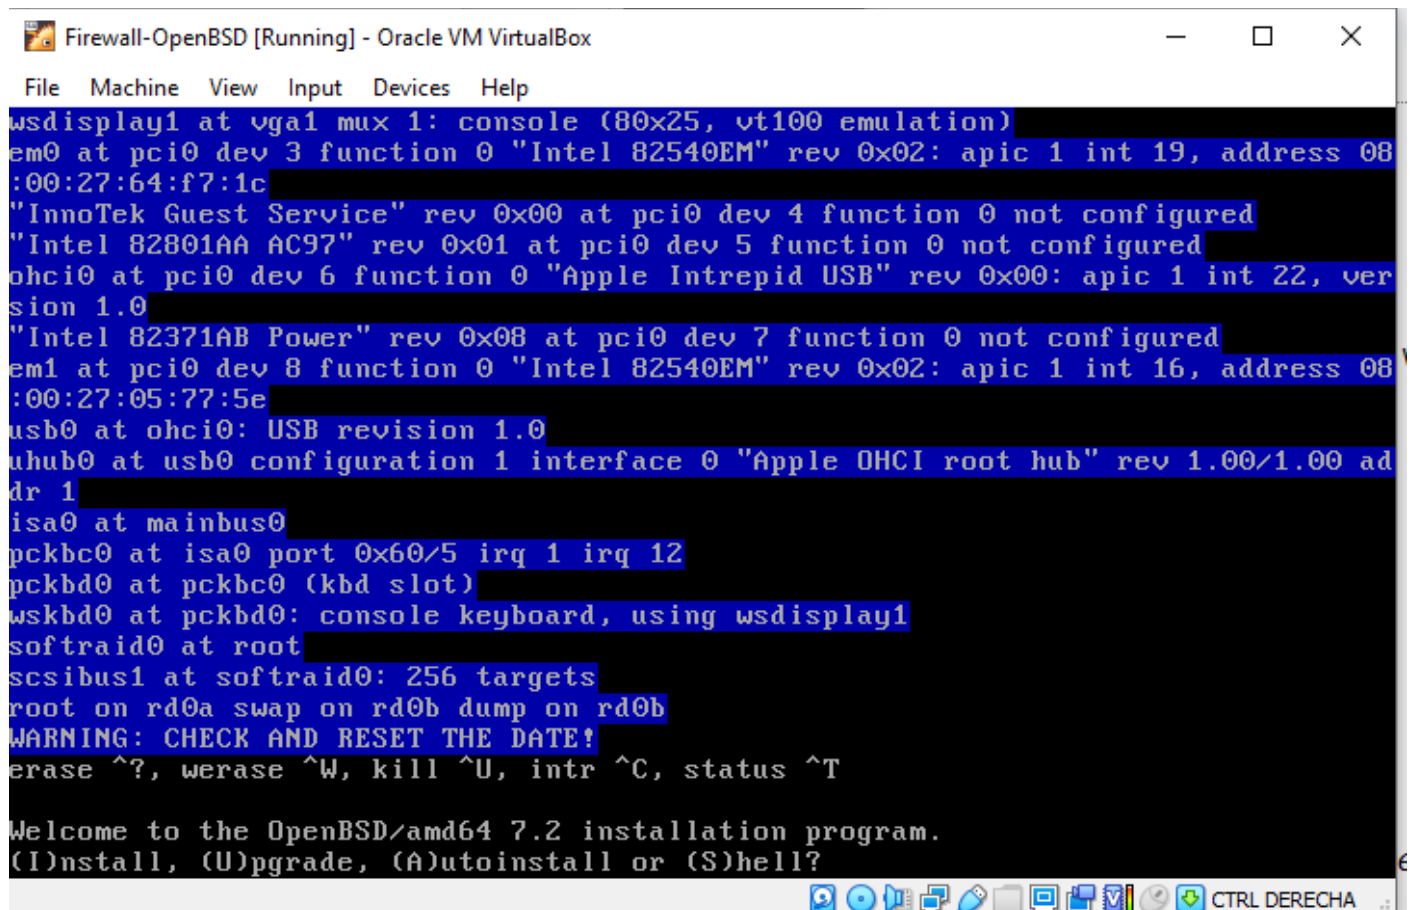 Firewall-OpenBSD [Running] - Oracle VM VirtualBox
File Machine View Input Devices Help
wsdisplay1 at vga1 mux 1: console (80x25, vt100 emulation)
em0 at pci0 dev 3 function 0 "Intel 82540EM" rev 0x02: apic 1 int 19, address 08
:00:27:64:f7:1c
"InnoTek Guest Service" rev 0x00 at pci0 dev 4 function 0 not configured
"Intel 82801AA AC97" rev 0x01 at pci0 dev 5 function 0 not configured
ohci0 at pci0 dev 6 function 0 "Apple Intrepid USB" rev 0x00: apic 1 int 22, ver
sion 1.0
"Intel 82371AB Power" rev 0x08 at pci0 dev 7 function 0 not configured
em1 at pci0 dev 8 function 0 "Intel 82540EM" rev 0x02: apic 1 int 16, address 08
:00:27:05:77:5e
usb0 at ohci0: USB revision 1.0
uhub0 at usb0 configuration 1 interface 0 "Apple OHCI root hub" rev 1.00/1.00 ad
dr 1
isa0 at mainbus0
pckbc0 at isa0 port 0x60/5 irq 1 irq 12
pckbd0 at pckbc0 (kbd slot)
wskbd0 at pckbd0: console keyboard, using wsdisplay1
softraid0 at root
scsibus1 at softraid0: 256 targets
root on rd0a swap on rd0b dump on rd0b
WARNING: CHECK AND RESET THE DATE!
erase ^?, werase ^W, kill ^U, intr ^C, status ^T
Welcome to the OpenBSD/amd64 7.2 installation program.
(I)nstall, (U)pgrade, (A)utoinstall or (S)hell?
CTRL DERECHA